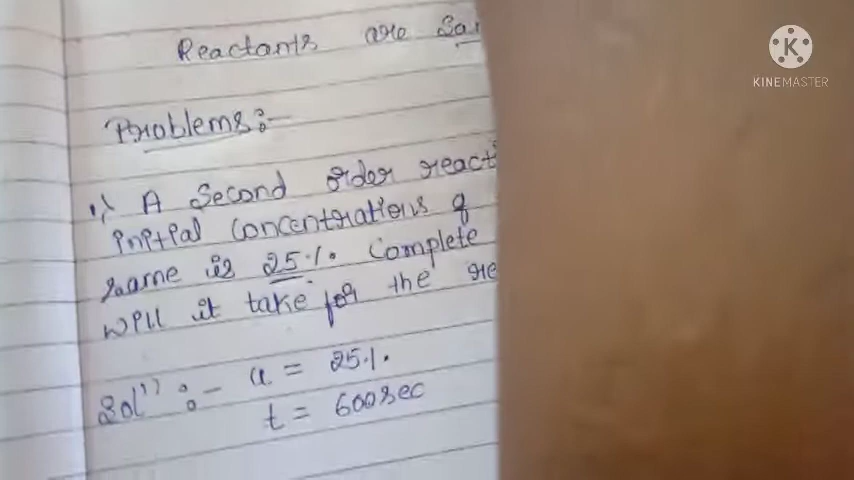 Reactants are
Problems:-
1) A Second order
initial Concentrations of
same is 25%. Complete
will it take for the
Sol'n :- a = 25%.
t = 600sec
K
KINEMASTER